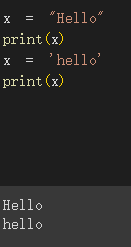 x = "Hello"
print(x)
x = 'hello'
print(x)
Hello
hello